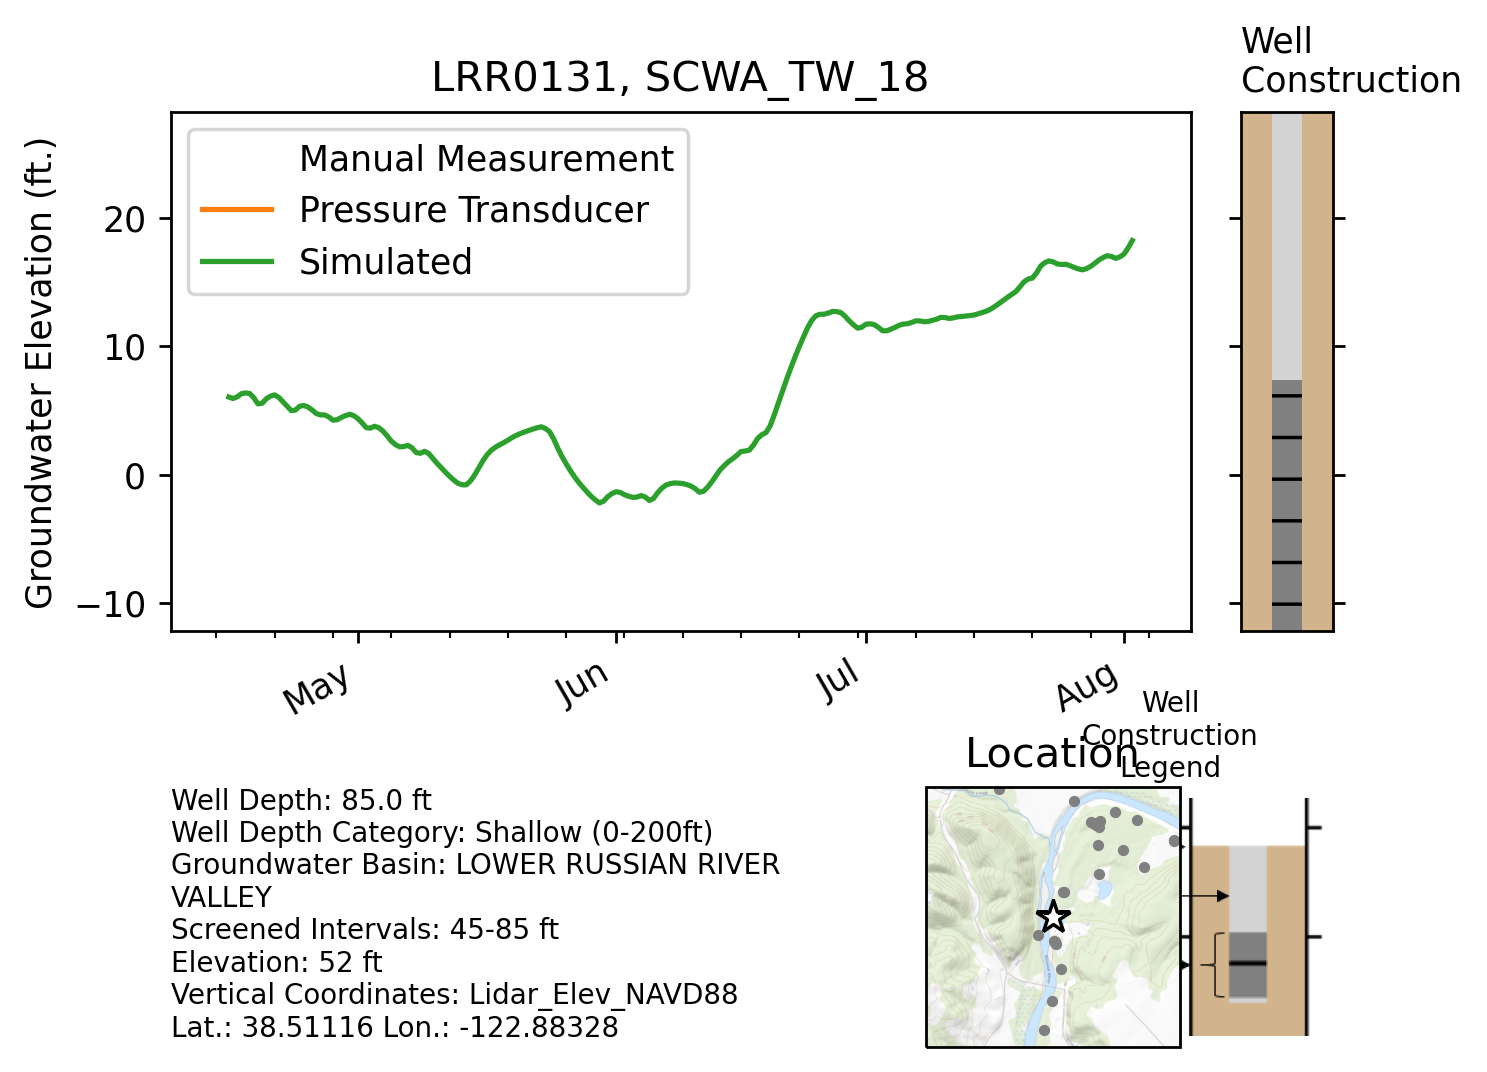 Well
Construction
LRR0131, SCWA_TW_18
Groundwater Elevation (ft.)
Manual Measurement
Pressure Transducer
Simulated
20
10
0
−10
May
Jun
Jul
Aug
Well
Construction
Legend
Location
Well Depth: 85.0 ft
Well Depth Category: Shallow (0-200ft)
Groundwater Basin: LOWER RUSSIAN RIVER
VALLEY
Screened Intervals: 45-85 ft
Elevation: 52 ft
Vertical Coordinates: Lidar_Elev_NAVD88
Lat.: 38.51116 Lon.: -122.88328